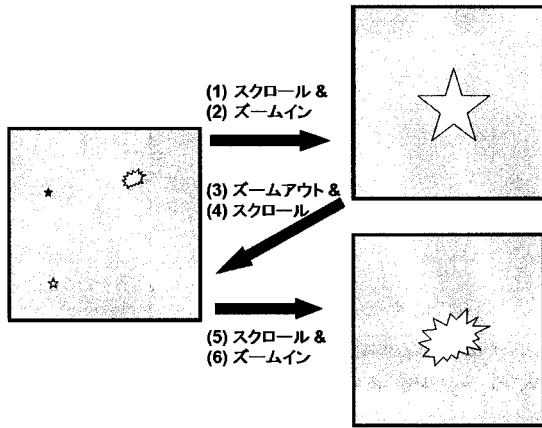 (1) スクロール &
(2) ズームイン
(3) ズームアウト &
(4) スクロール
(5) スクロール &
(6) ズームイン